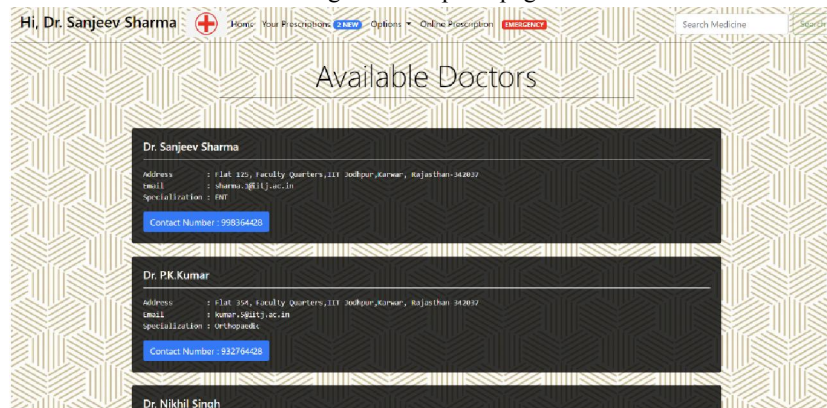 Hi, Dr. Sanjeev Sharma Home Your Prescriptions 2 NEW Options Online Prescription EMERGENCY Search Medicine Search
Available Doctors
Dr. Sanjeev Sharma
Address : Flat 125, Faculty Quarters,IIT Jodhpur,Karwar, Rajasthan-342037
Email : sharma.3@iitj.ac.in
Specialization : ENT
Contact Number : 998364428
Dr. P.K.Kumar
Address : Flat 354, Faculty Quarters,IIT Jodhpur,Karwar, Rajasthan-342037
Email : kumar.5@iitj.ac.in
Specialization : Orthopaedic
Contact Number : 932764428
Dr. Nikhil Singh